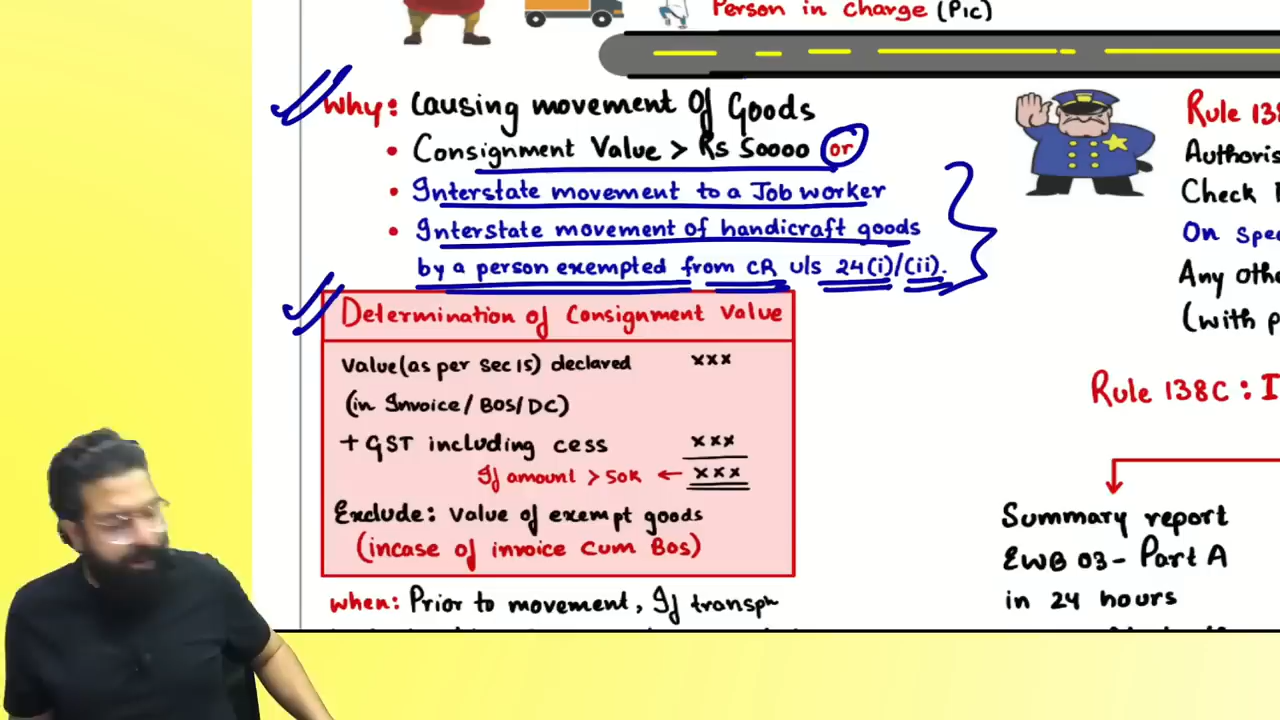 Person in charge (PIC)
Why: Causing movement Of Goods
• Consignment Value > Rs 50000 or
• Interstate movement to a Job worker
• Interstate movement of handicraft goods
by a person exempted from CR u/s 24(i)/(ii).
Determination of Consignment Value
Value (as per Sec 15) declared xxx
(in Invoice/BOS/DC)
+ GST including cess xxx
If amount > 50K ← xxx
Exclude: Value of exempt goods
(incase of invoice cum BOS)
when: Prior to movement, If
Rule 138
Authoris
Check
On spe
Any othe
(with p
Rule 138C : I
Summary report
EWB 03 - Part A
in 24 hours